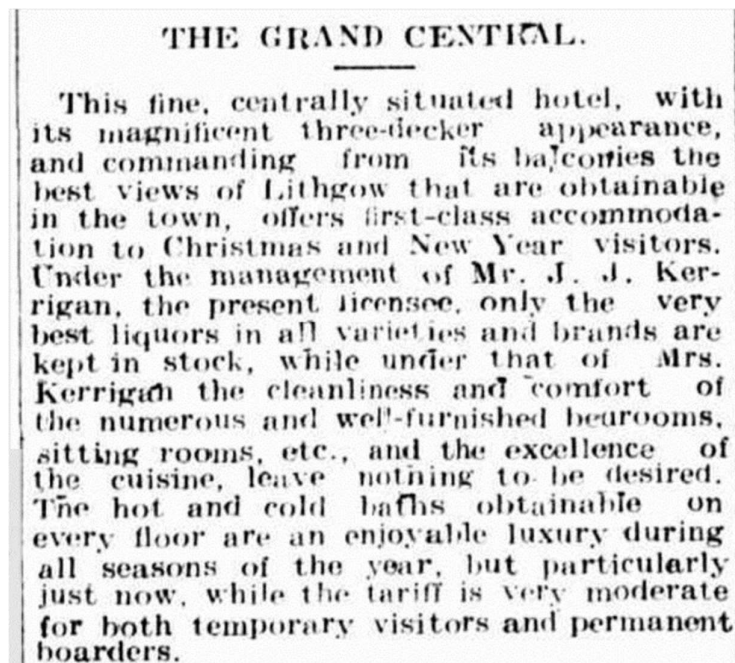 THE GRAND CENTRAL.
This fine, centrally situated hotel, with
its magnificent three-decker appearance,
and commanding from its balconies the
best views of Lithgow that are obtainable
in the town, offers first-class accommoda-
tion to Christmas and New Year visitors.
Under the management of Mr. J. J. Ker-
rigan, the present licensee, only the very
best liquors in all varieties and brands are
kept in stock, while under that of Mrs.
Kerrigan the cleanliness and comfort of
the numerous and well-furnished beurooms,
sitting rooms, etc., and the excellence of
the cuisine, leave nothing to be desired.
The hot and cold baths obtainable on
every floor are an enjoyable luxury during
all seasons of the year, but particularly
just now, while the tariff is very moderate
for both temporary visitors and permanent
boarders.